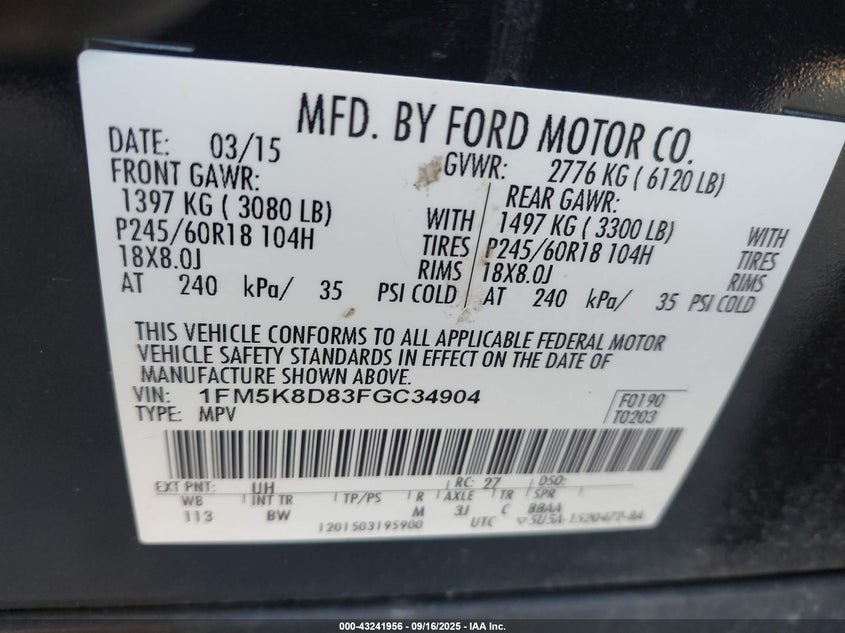 MFD. BY FORD MOTOR CO.
DATE: 03/15 GVWR: 2776 KG ( 6120 LB)
FRONT GAWR: REAR GAWR:
1397 KG ( 3080 LB) WITH 1497 KG ( 3300 LB) WITH
P245/60R18 104H TIRES P245/60R18 104H TIRES
18X8.0J RIMS 18X8.0J RIMS
AT 240 kPa/ 35 PSI COLD AT 240 kPa/ 35 PSI COLD
THIS VEHICLE CONFORMS TO ALL APPLICABLE FEDERAL MOTOR
VEHICLE SAFETY STANDARDS IN EFFECT ON THE DATE OF
MANUFACTURE SHOWN ABOVE.
VIN: 1FM5K8D83FGC34904 F0190
TYPE: MPV T0203
EXT PNT: UH RC: 27 DSO:
WB INT TR TP/PS R AXLE TR SPR
113 BW M 3J C BBAA
1201503195900 UTC
000-43241956 | 09/16/2025 - IAA Inc.